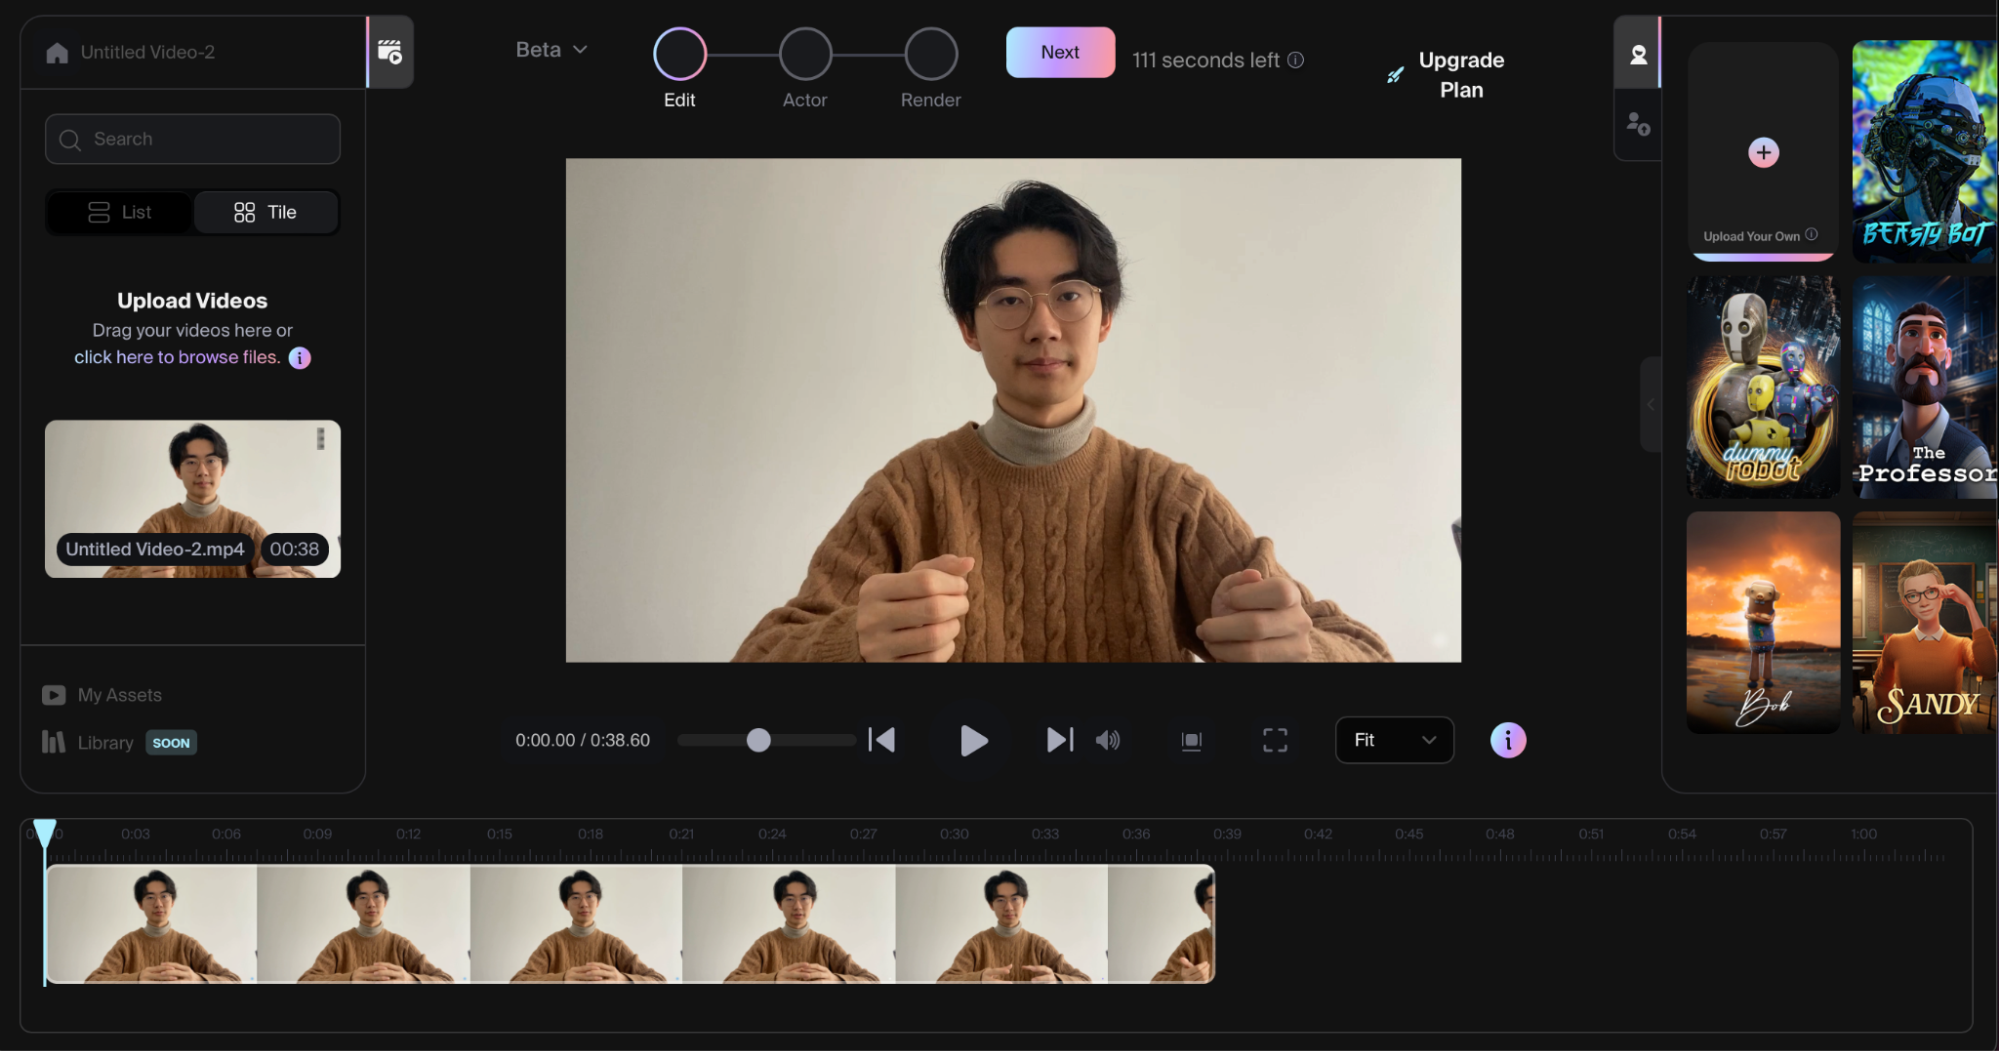 Untitled Video-2
Search
List
Tile
Upload Videos
Drag your videos here or
click here to browse files.
Untitled Video-2.mp4
00:38
My Assets
Library
SOON
Beta
Edit
Actor
Render
Next
111 seconds left
Upgrade
Plan
0:00.00 / 0:38.60
Fit
Upload Your Own
BEASTY BOT
dummy
robot
The
Professor
Bob
SANDY
0:03
0:06
0:09
0:12
0:15
0:18
0:21
0:24
0:27
0:30
0:33
0:36
0:39
0:42
0:45
0:48
0:51
0:54
0:57
1:00